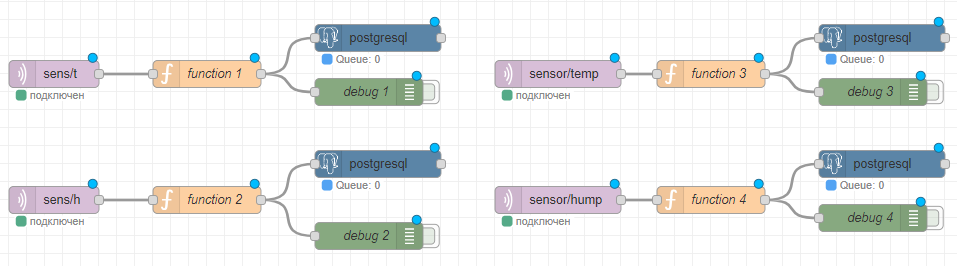 postgresql
Queue: 0
sens/t
function 1
подключен
debug 1
postgresql
Queue: 0
sensor/temp
function 3
подключен
debug 3
postgresql
Queue: 0
sens/h
function 2
подключен
debug 2
postgresql
Queue: 0
sensor/hump
function 4
подключен
debug 4